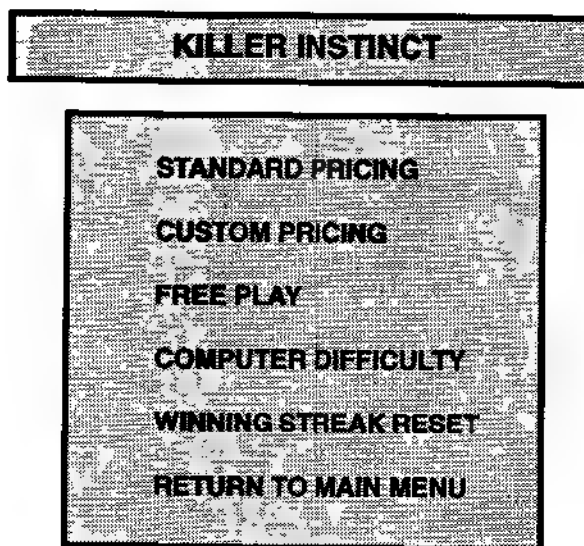 KILLER INSTINCT
STANDARD PRICING
CUSTOM PRICING
FREE PLAY
COMPUTER DIFFICULTY
WINNING STREAK RESET
RETURN TO MAIN MENU